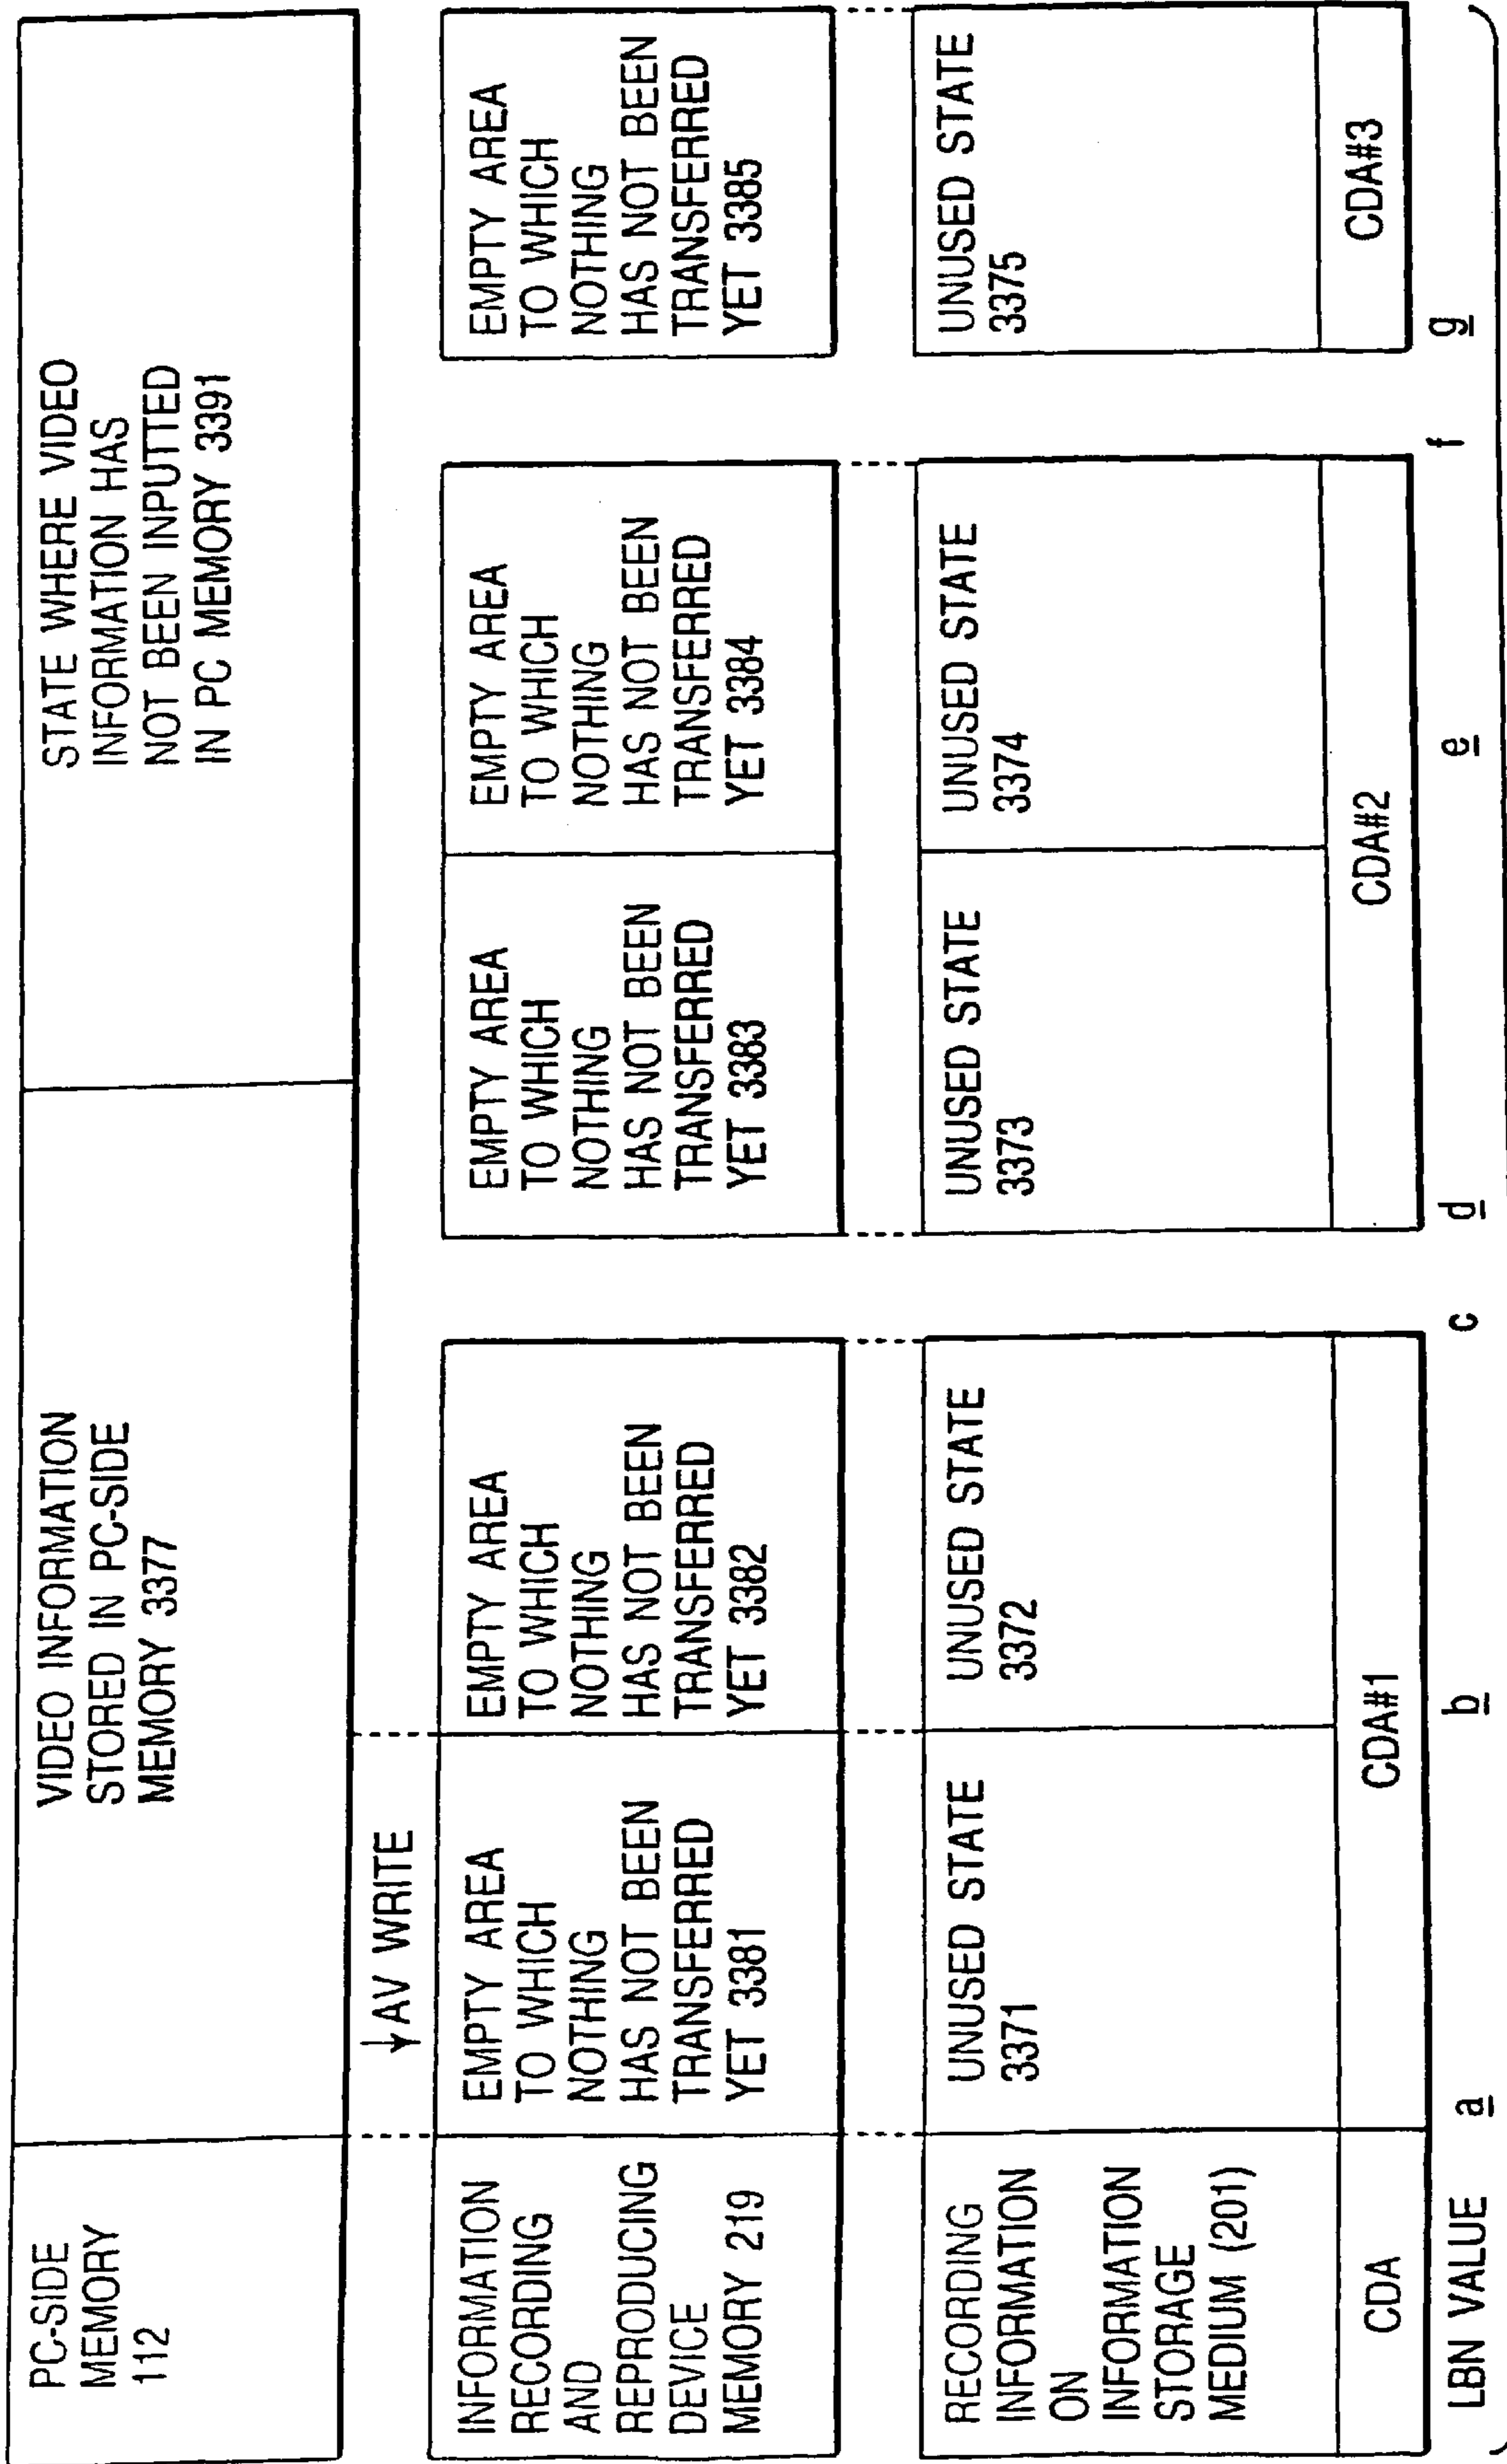 PC-SIDE
MEMORY
112
VIDEO INFORMATION
STORED IN PC-SIDE
MEMORY 3377
STATE WHERE VIDEO
INFORMATION HAS
NOT BEEN INPUTTED
IN PC MEMORY 3391
AV WRITE
INFORMATION
RECORDING
AND
REPRODUCING
DEVICE
MEMORY 219
EMPTY AREA
TO WHICH
NOTHING
HAS NOT BEEN
TRANSFERRED
YET 3381
EMPTY AREA
TO WHICH
NOTHING
HAS NOT BEEN
TRANSFERRED
YET 3382
EMPTY AREA
TO WHICH
NOTHING
HAS NOT BEEN
TRANSFERRED
YET 3383
EMPTY AREA
TO WHICH
NOTHING
HAS NOT BEEN
TRANSFERRED
YET 3384
EMPTY AREA
TO WHICH
NOTHING
HAS NOT BEEN
TRANSFERRED
YET 3385
RECORDING
INFORMATION
ON
INFORMATION
STORAGE
MEDIUM (201)
UNUSED STATE
3371
UNUSED STATE
3372
UNUSED STATE
3373
UNUSED STATE
3374
UNUSED STATE
3375
CDA
CDA#1
CDA#2
CDA#3
LBN VALUE
a
b
c
d
e
f
g